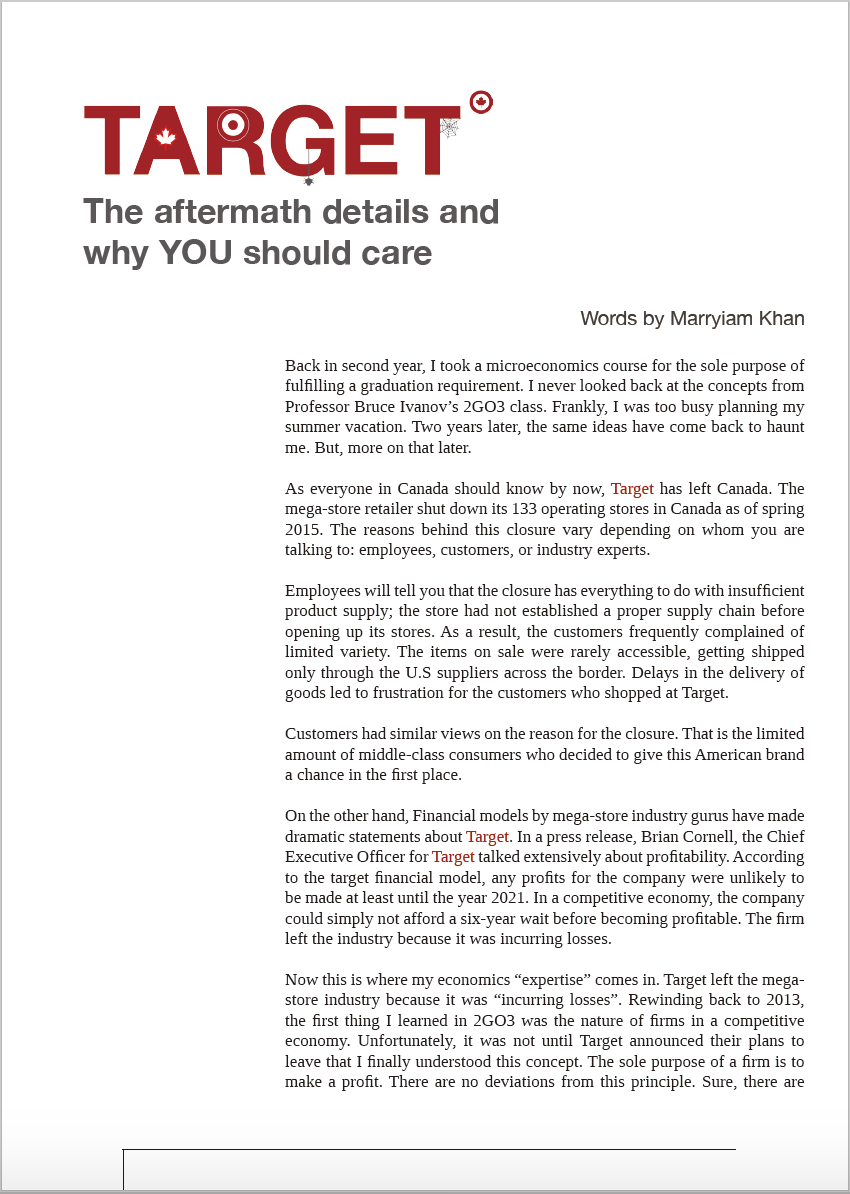 TARGET
The aftermath details and
why YOU should care
Words by Marryiam Khan
Back in second year, I took a microeconomics course for the sole purpose of
fulfilling a graduation requirement. I never looked back at the concepts from
Professor Bruce Ivanov’s 2GO3 class. Frankly, I was too busy planning my
summer vacation. Two years later, the same ideas have come back to haunt
me. But, more on that later.
As everyone in Canada should know by now, Target has left Canada. The
mega-store retailer shut down its 133 operating stores in Canada as of spring
2015. The reasons behind this closure vary depending on whom you are
talking to: employees, customers, or industry experts.
Employees will tell you that the closure has everything to do with insufficient
product supply; the store had not established a proper supply chain before
opening up its stores. As a result, the customers frequently complained of
limited variety. The items on sale were rarely accessible, getting shipped
only through the U.S suppliers across the border. Delays in the delivery of
goods led to frustration for the customers who shopped at Target.
Customers had similar views on the reason for the closure. That is the limited
amount of middle-class consumers who decided to give this American brand
a chance in the first place.
On the other hand, Financial models by mega-store industry gurus have made
dramatic statements about Target. In a press release, Brian Cornell, the Chief
Executive Officer for Target talked extensively about profitability. According
to the target financial model, any profits for the company were unlikely to
be made at least until the year 2021. In a competitive economy, the company
could simply not afford a six-year wait before becoming profitable. The firm
left the industry because it was incurring losses.
Now this is where my economics “expertise” comes in. Target left the mega-
store industry because it was “incurring losses”. Rewinding back to 2013,
the first thing I learned in 2GO3 was the nature of firms in a competitive
economy. Unfortunately, it was not until Target announced their plans to
leave that I finally understood this concept. The sole purpose of a firm is to
make a profit. There are no deviations from this principle. Sure, there are